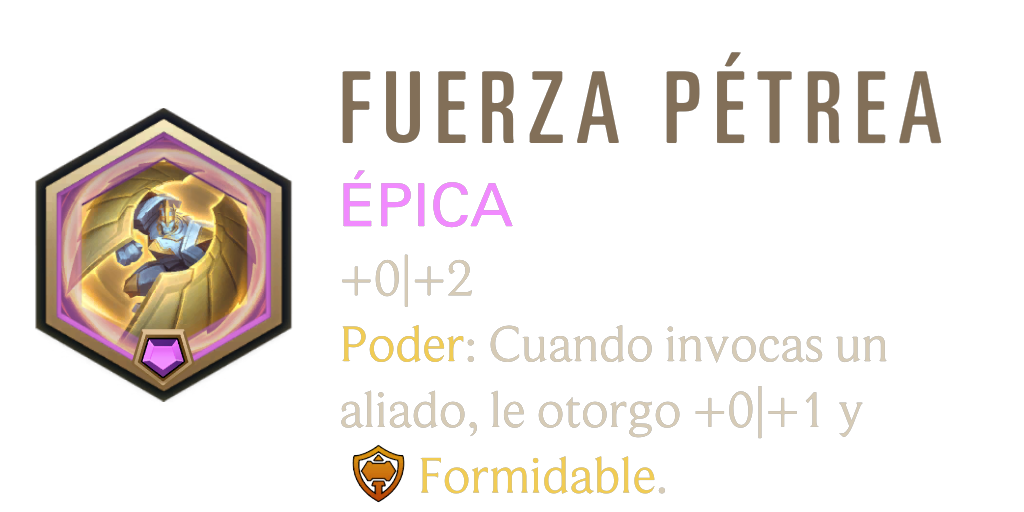 FUERZA PÉTREA
ÉPICA
+0|+2
Poder: Cuando invocas un
aliado, le otorgo +0|+1 y
Formidable.